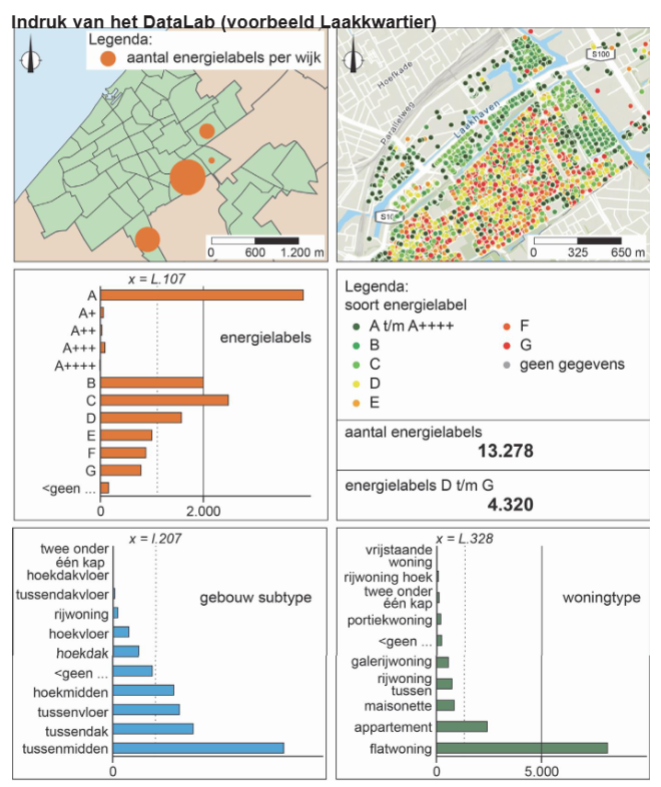 Indruk van het DataLab (voorbeeld Laakkwartier)
Legenda:
aantal energielabels per wijk
0 600 1.200 m
Hoefkade
Parallelweg
Laakhaven
S100
S10
0 325 650 m
x = L.107
energielabels
A
A+
A++
A+++
A++++
B
C
D
E
F
G
<geen ...
0 2.000
Legenda:
soort energielabel
A t/m A++++
B
C
D
E
F
G
geen gegevens
aantal energielabels
13.278
energielabels D t/m G
4.320
x = l.207
gebouw subtype
twee onder
één kap
hoekdakvloer
tussendakvloer
rijwoning
hoekvloer
hoekdak
<geen ...
hoekmidden
tussenvloer
tussendak
tussenmidden
0
x = L.328
woningtype
vrijstaande
woning
rijwoning hoek
twee onder
één kap
portiekwoning
<geen ...
galerijwoning
rijwoning
tussen
maisonette
appartement
flatwoning
0 5.000